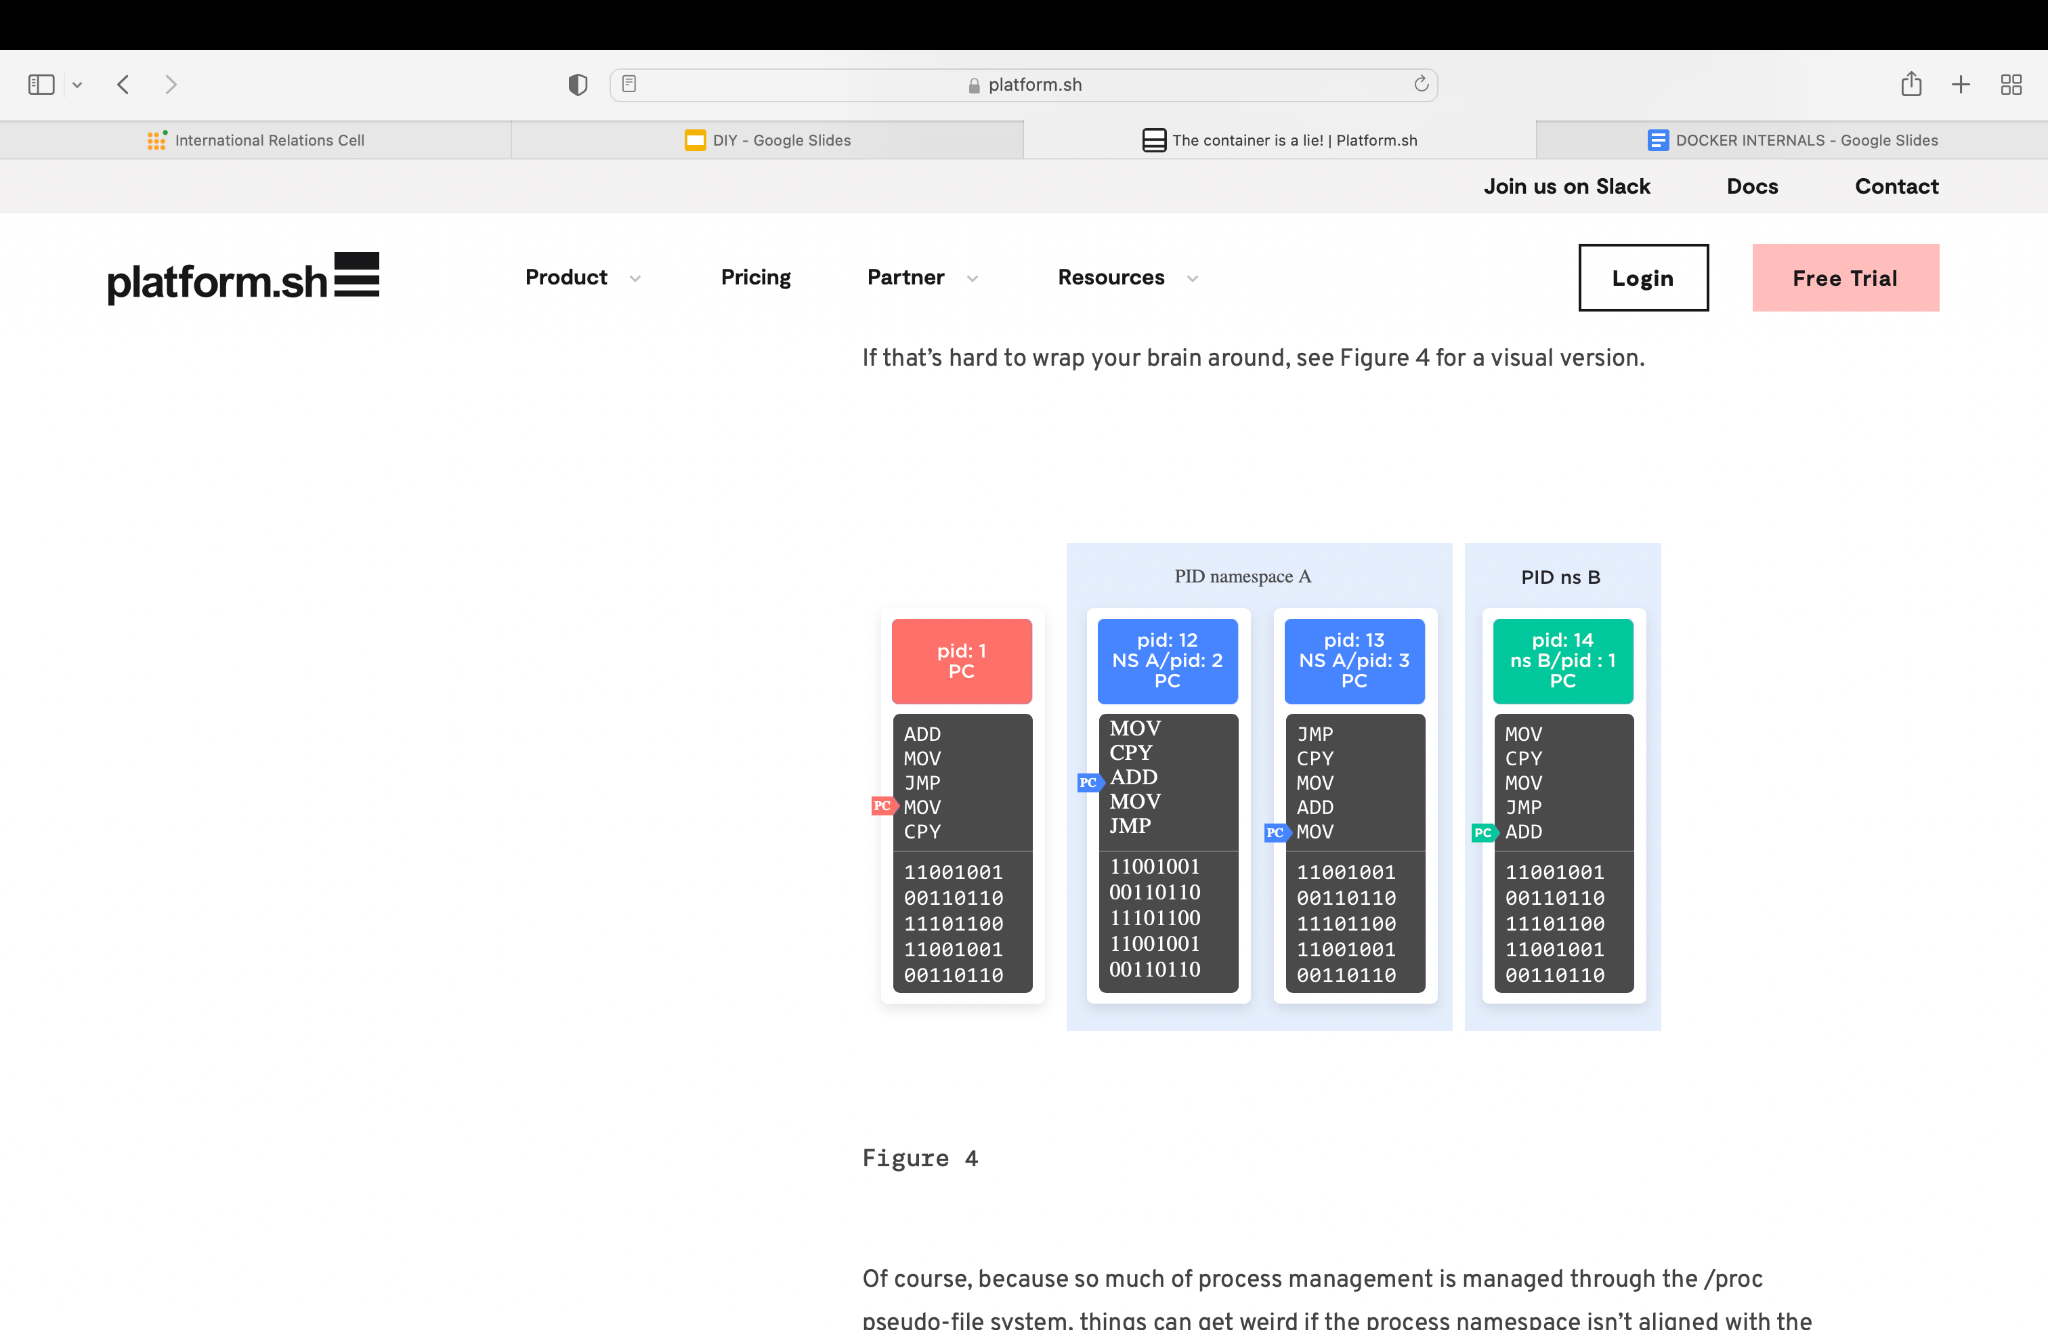 platform.sh
International Relations Cell
DIY - Google Slides
The container is a lie! | Platform.sh
DOCKER INTERNALS - Google Slides
Join us on Slack
Docs
Contact
platform.sh
Product
Pricing
Partner
Resources
Login
Free Trial
If that’s hard to wrap your brain around, see Figure 4 for a visual version.
PID namespace A
PID ns B
pid: 1
PC
ADD
MOV
JMP
PC MOV
CPY
11001001
00110110
11101100
11001001
00110110
pid: 12
NS A/pid: 2
PC
MOV
CPY
PC ADD
MOV
JMP
11001001
00110110
11101100
11001001
00110110
pid: 13
NS A/pid: 3
PC
JMP
CPY
MOV
ADD
PC MOV
11001001
00110110
11101100
11001001
00110110
pid: 14
ns B/pid : 1
PC
MOV
CPY
MOV
JMP
PC ADD
11001001
00110110
11101100
11001001
00110110
Figure 4
Of course, because so much of process management is managed through the /proc
pseudo-file system, things can get weird if the process namespace isn’t aligned with the